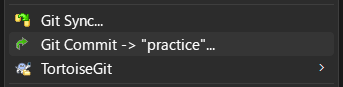 Git Sync...
Git Commit -> "practice"...
TortoiseGit